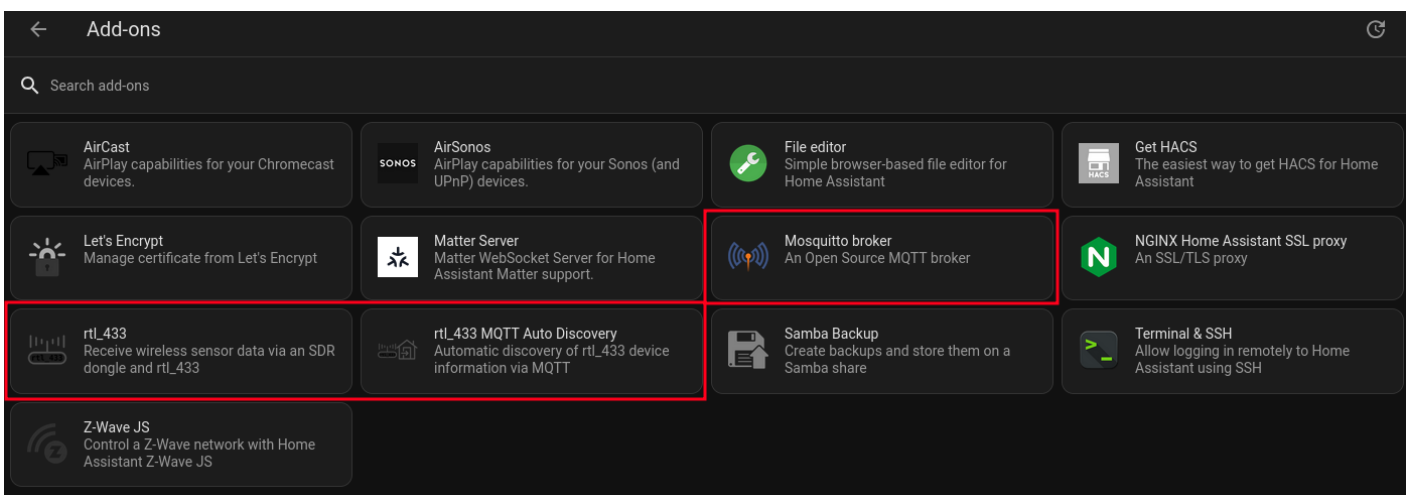 Add-ons
Search add-ons
AirCast
AirPlay capabilities for your Chromecast
devices.
SONOS
AirSonos
AirPlay capabilities for your Sonos (and
UPnP) devices.
File editor
Simple browser-based file editor for
Home Assistant
HACS
Get HACS
The easiest way to get HACS for Home
Assistant
Let's Encrypt
Manage certificate from Let's Encrypt
Matter Server
Matter WebSocket Server for Home
Assistant Matter support.
Mosquitto broker
An Open Source MQTT broker
N
NGINX Home Assistant SSL proxy
An SSL/TLS proxy
rtl_433
Receive wireless sensor data via an SDR
dongle and rtl_433
rtl_433 MQTT Auto Discovery
Automatic discovery of rtl_433 device
information via MQTT
Samba Backup
Create backups and store them on a
Samba share
>_
Terminal & SSH
Allow logging in remotely to Home
Assistant using SSH
Z
Z-Wave JS
Control a Z-Wave network with Home
Assistant Z-Wave JS